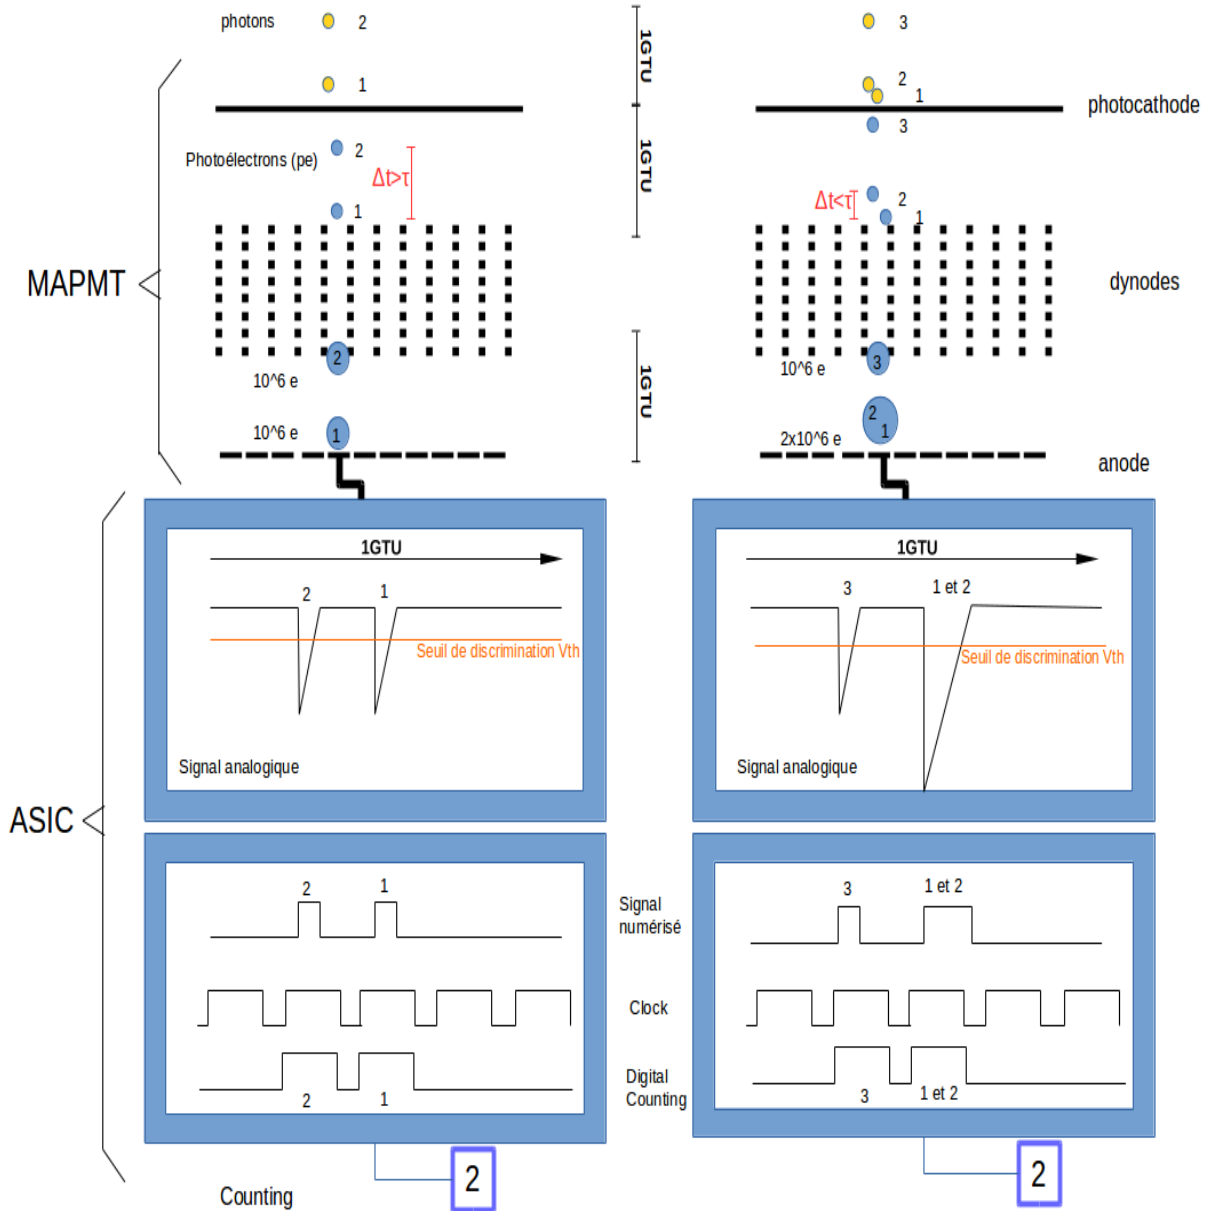 photons
2
1
1GTU
3
2
1
photocathode
Photoélectrons (pe)
2
1
Δt>τ
1GTU
3
2
1
Δt<τ
MAPMT
dynodes
2
10^6 e
10^6 e
1
1GTU
3
10^6 e
2
1
2x10^6 e
anode
1GTU
2
1
Seuil de discrimination Vth
Signal analogique
1GTU
3
1 et 2
Seuil de discrimination Vth
Signal analogique
ASIC
2
1
Signal
numérisé
3
1 et 2
Clock
Digital
Counting
2
1
3
1 et 2
Counting
2
2